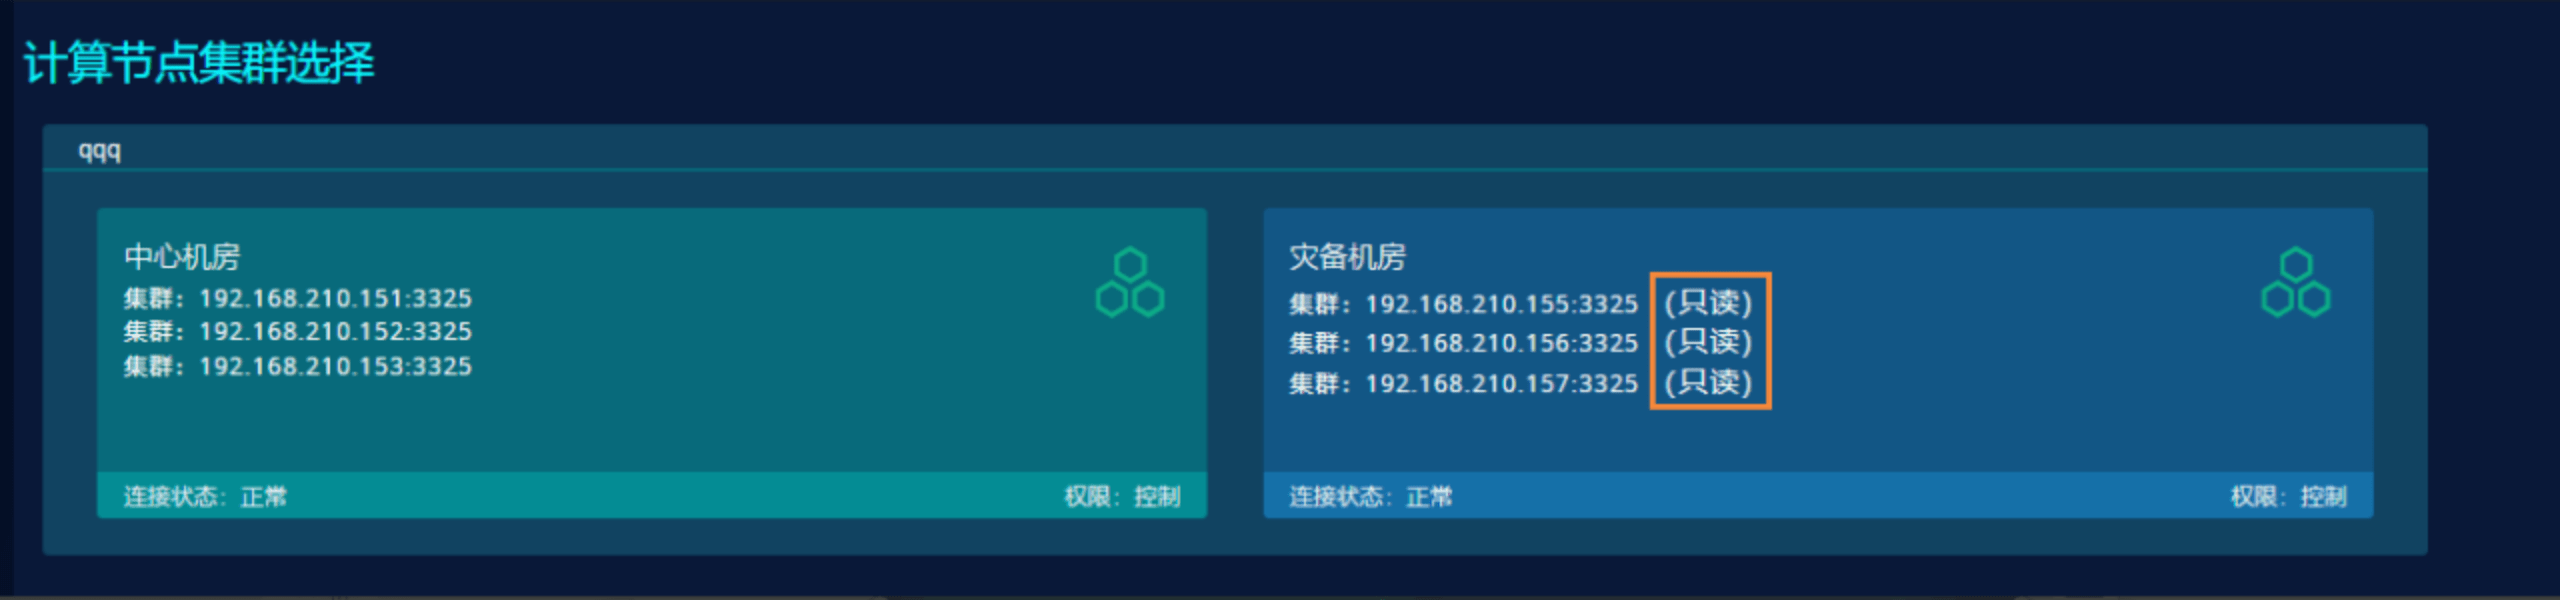 计算节点集群选择
qqq
中心机房
集群：192.168.210.151:3325
集群：192.168.210.152:3325
集群：192.168.210.153:3325
连接状态：正常
权限：控制
灾备机房
集群：192.168.210.155:3325 (只读)
集群：192.168.210.156:3325 (只读)
集群：192.168.210.157:3325 (只读)
连接状态：正常
权限：控制